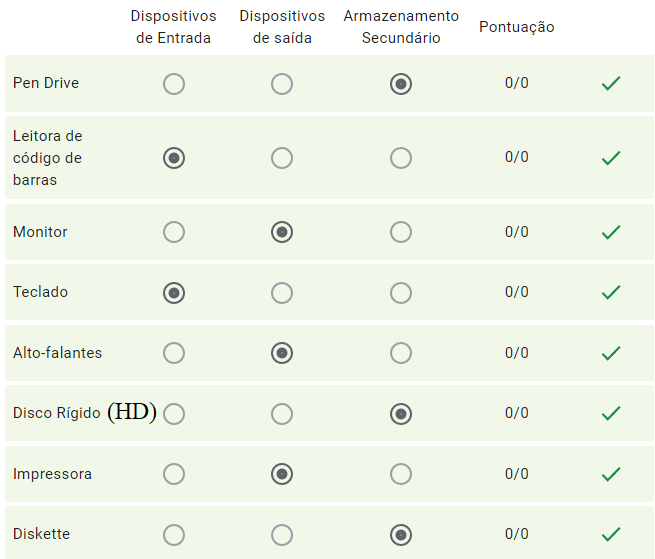 Dispositivos de Entrada
Dispositivos de saída
Armazenamento Secundário
Pontuação
Pen Drive 0/0
Leitora de
código de
barras 0/0
Monitor 0/0
Teclado 0/0
Alto-falantes 0/0
Disco Rígido (HD) 0/0
Impressora 0/0
Diskette 0/0